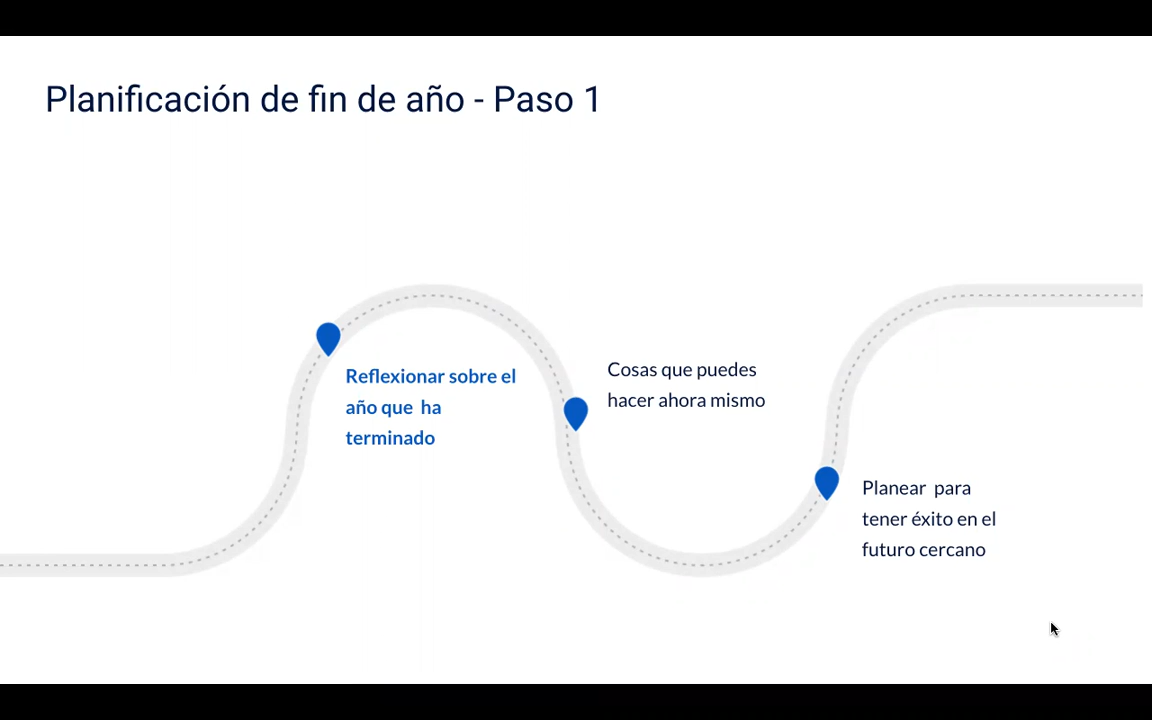 Planificación de fin de año - Paso 1
Reflexionar sobre el
año que  ha
terminado
Cosas que puedes
hacer ahora mismo
Planear  para
tener éxito en el
futuro cercano